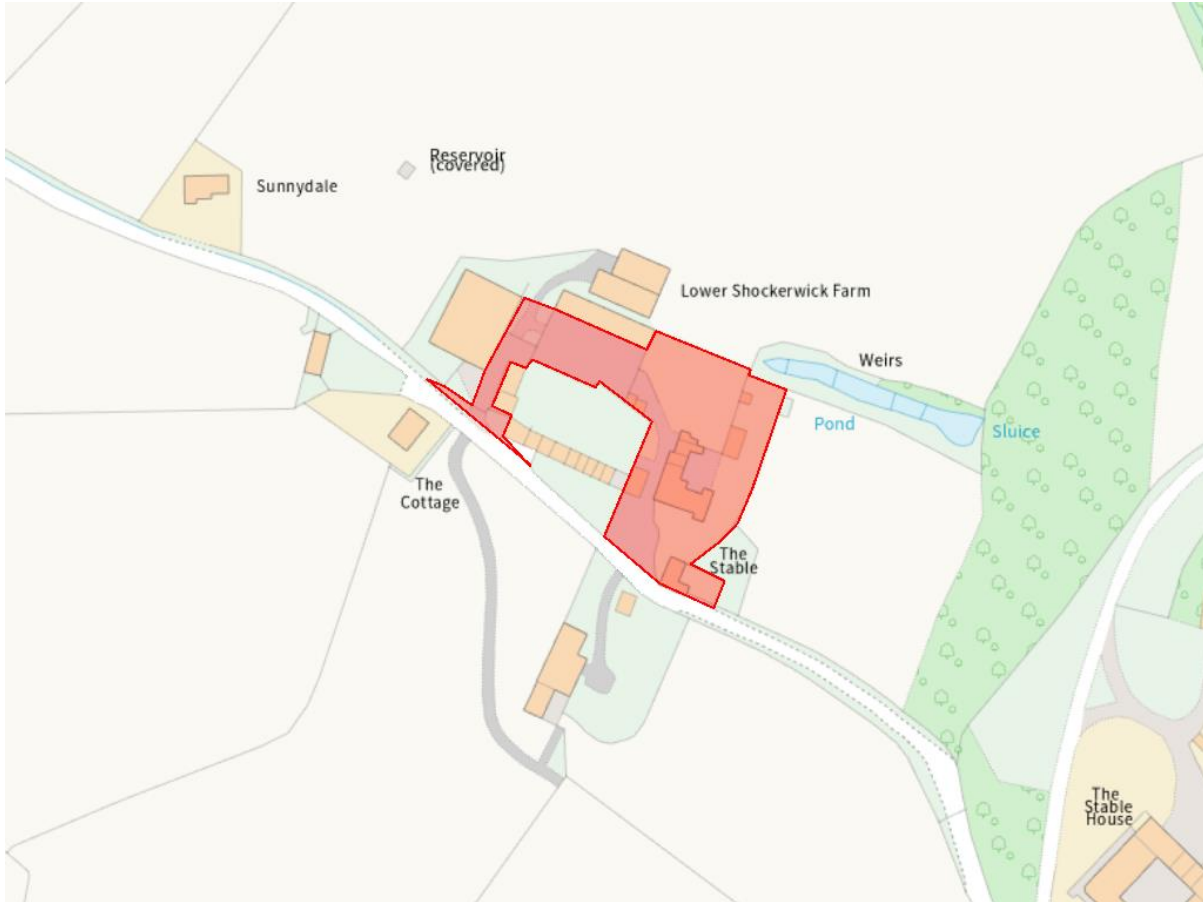 Reservoir
(covered)
Sunnydale
Lower Shockerwick Farm
Weirs
Pond
Sluice
The
Cottage
The
Stable
The
Stable
House